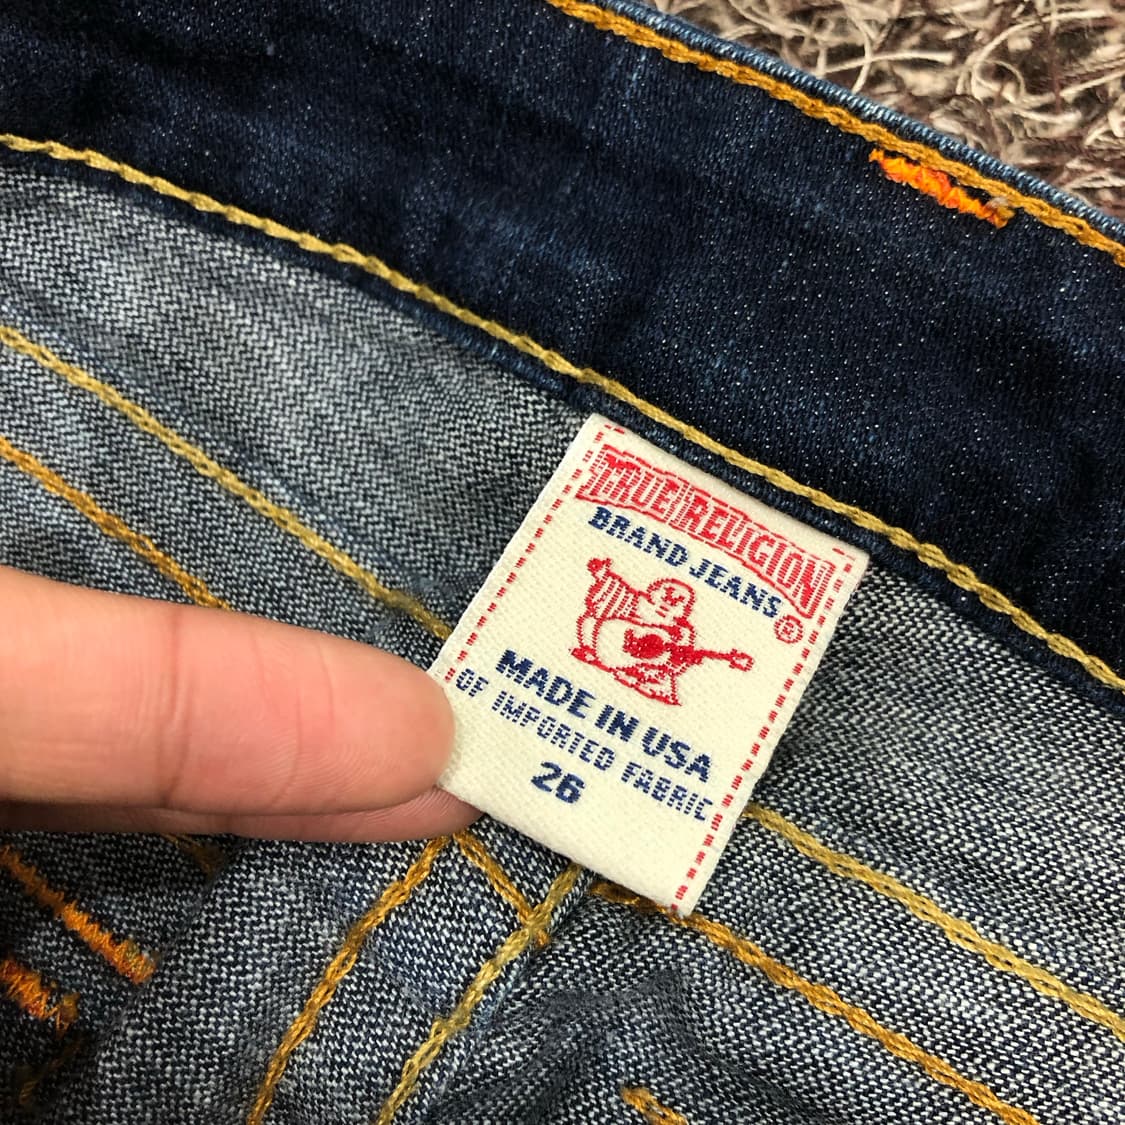 TRUE RELIGION
BRAND JEANS
®
MADE IN USA
OF IMPORTED FABRIC
26